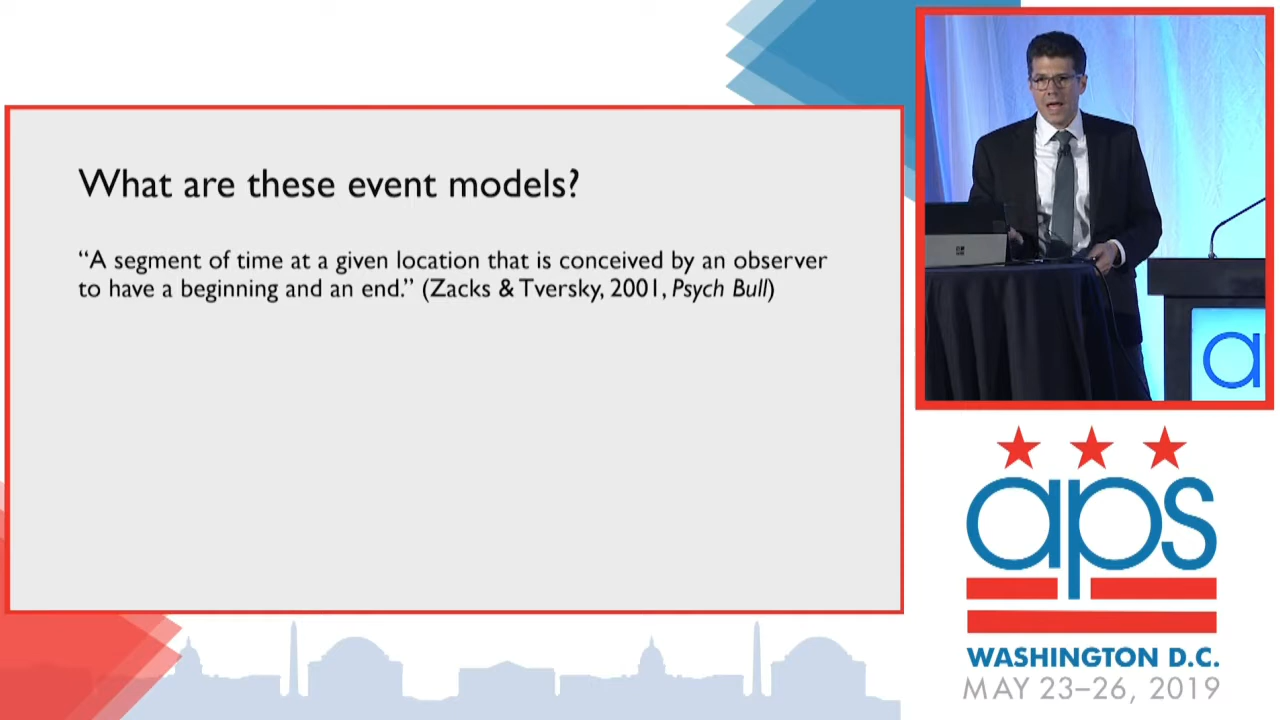 What are these event models?
“A segment of time at a given location that is conceived by an observer
to have a beginning and an end.” (Zacks & Tversky, 2001, Psych Bull)
a
aps
WASHINGTON D.C.
MAY 23–26, 2019